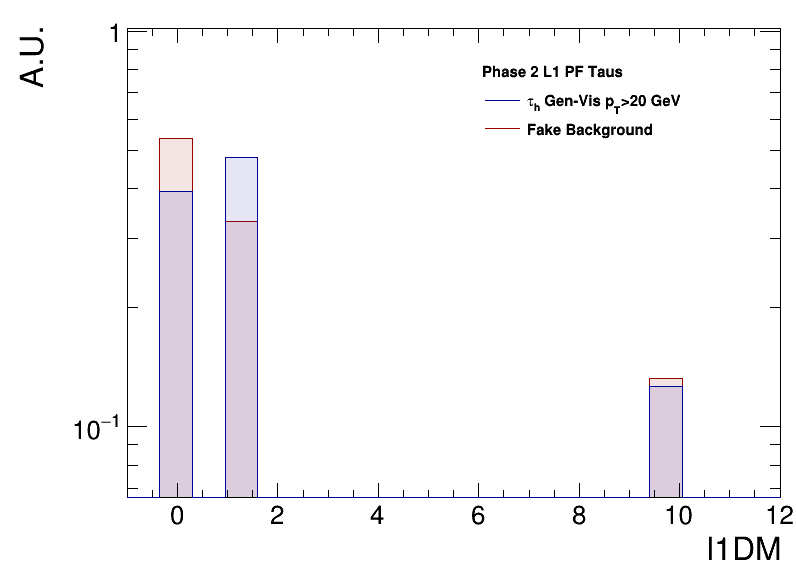 A.U.
1
10⁻¹
Phase 2 L1 PF Taus
τh Gen-Vis pT>20 GeV
Fake Background
0 2 4 6 8 10 12
l1DM